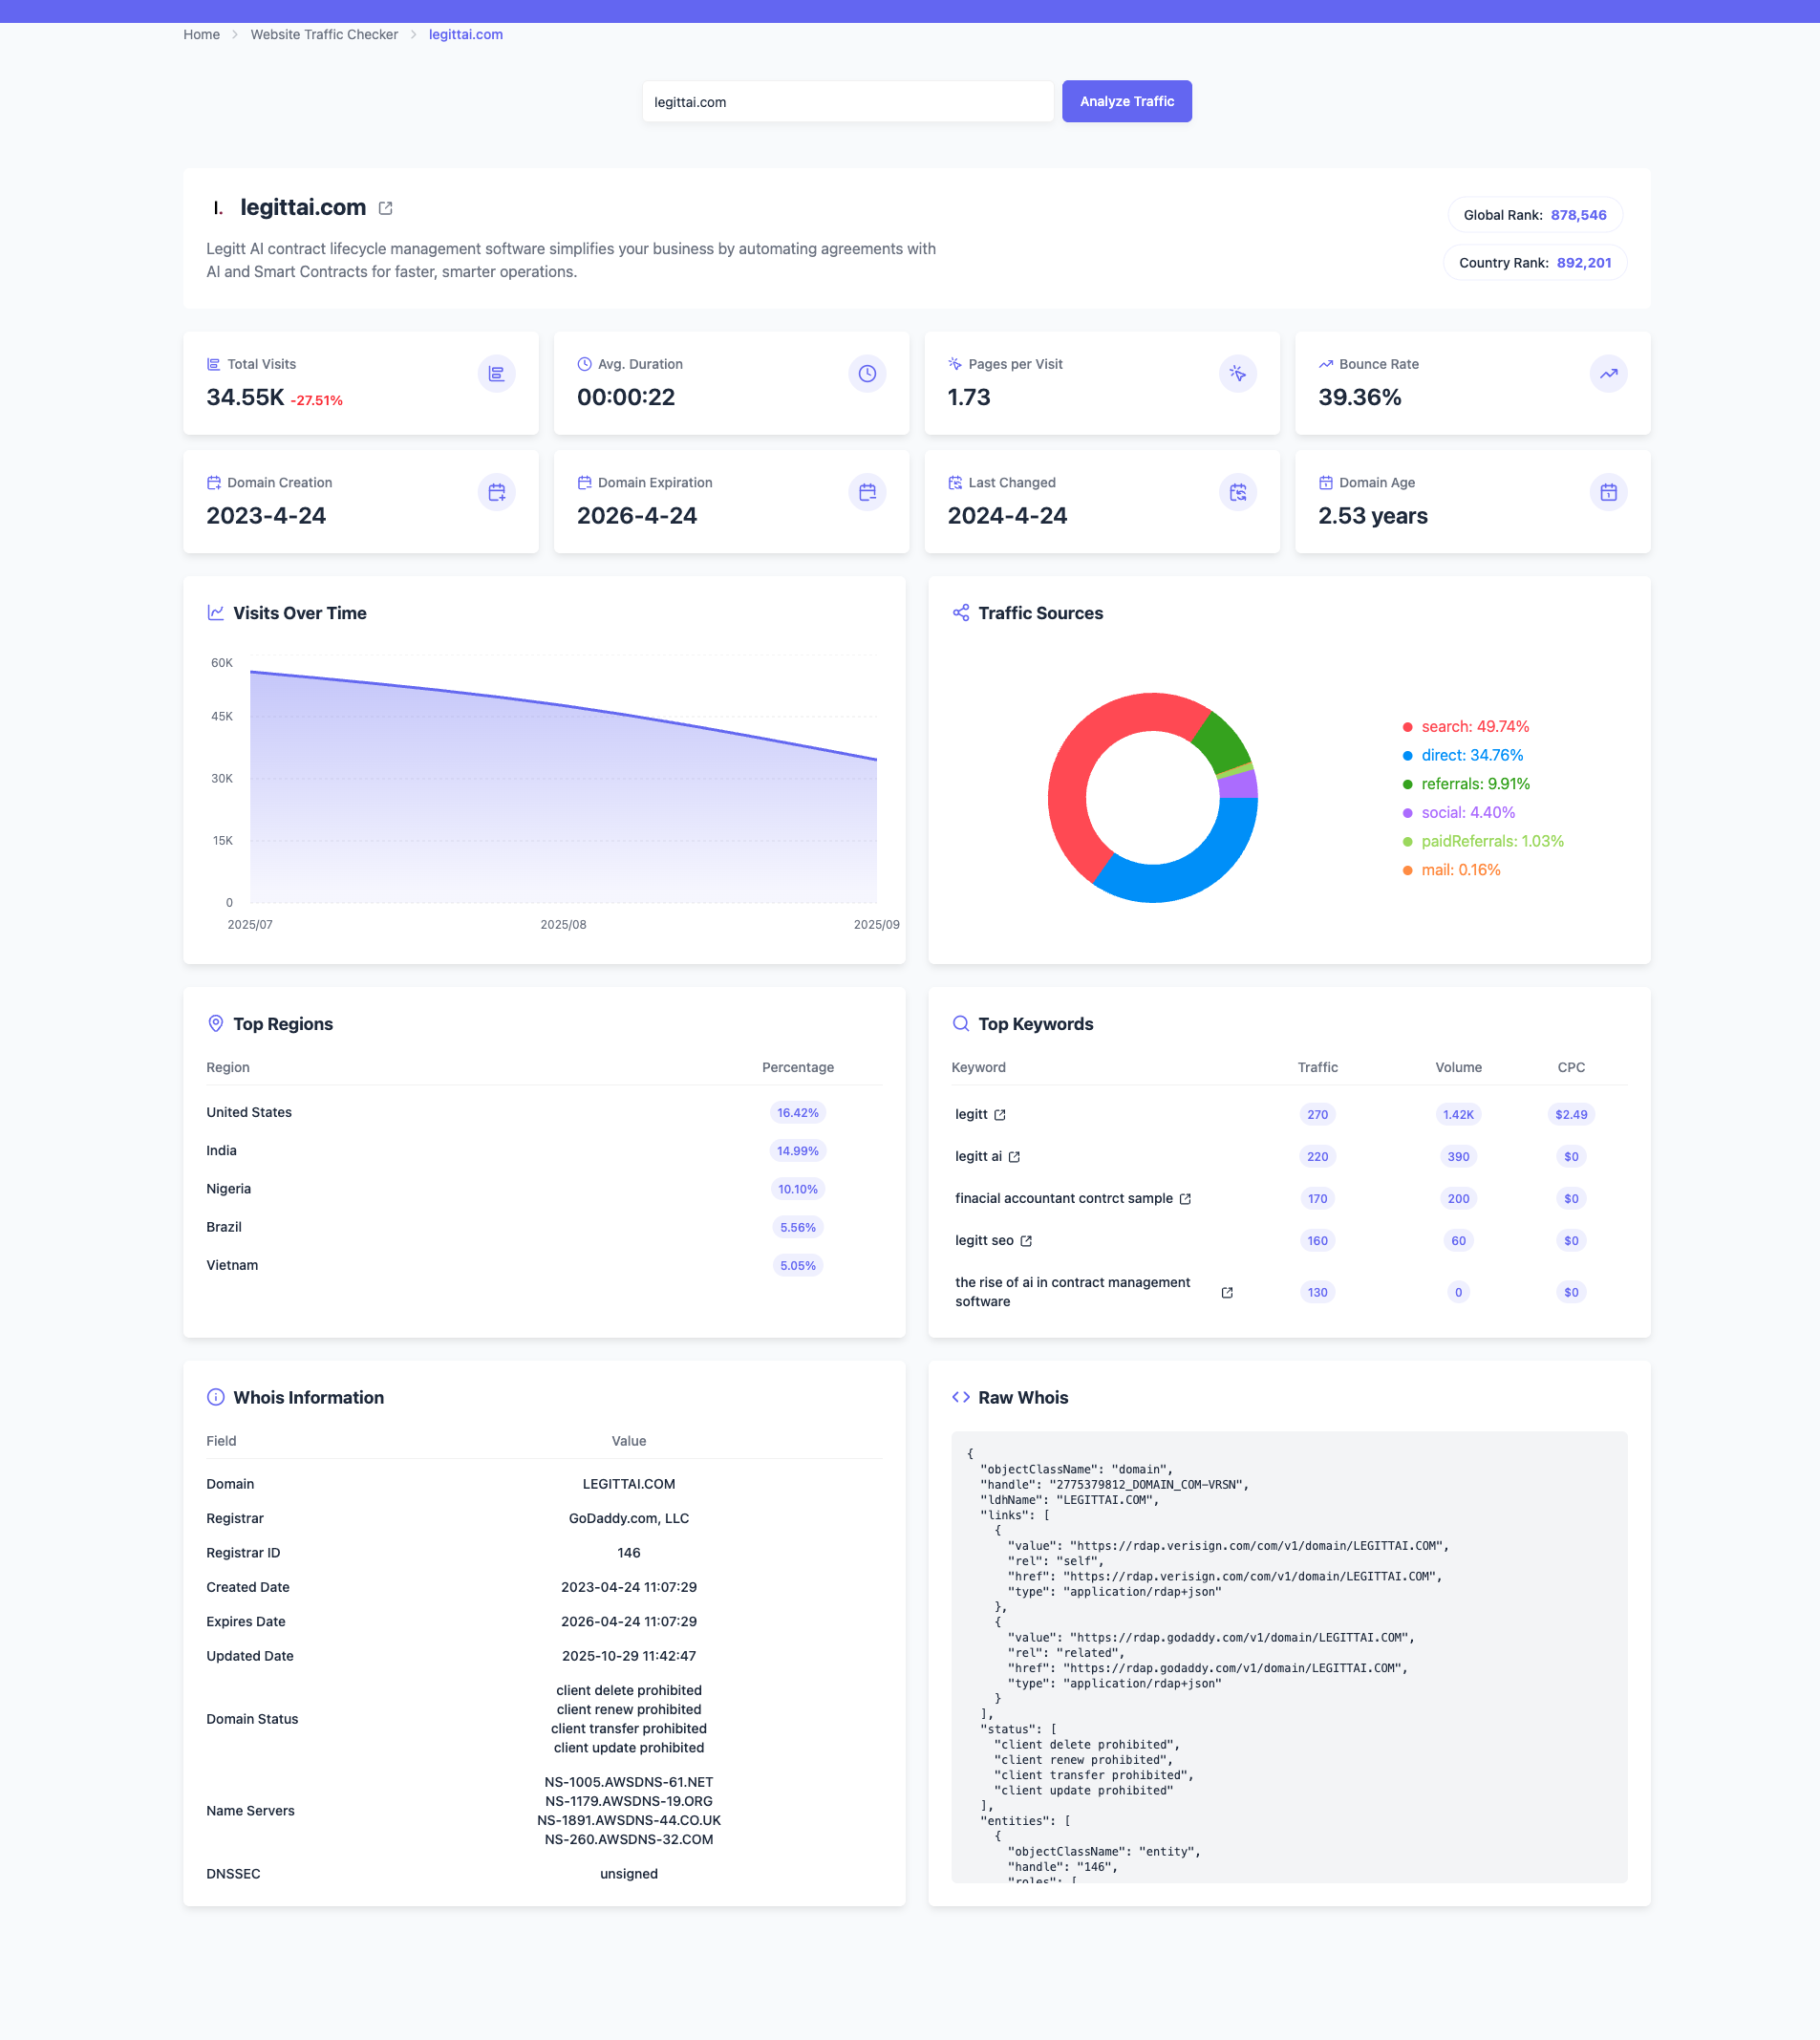 Home > Website Traffic Checker > legittai.com
legittai.com
Analyze Traffic
l. legittai.com
Legitt AI contract lifecycle management software simplifies your business by automating agreements with
AI and Smart Contracts for faster, smarter operations.
Global Rank: 878,546
Country Rank: 892,201
Total Visits
34.55K -27.51%
Avg. Duration
00:00:22
Pages per Visit
1.73
Bounce Rate
39.36%
Domain Creation
2023-4-24
Domain Expiration
2026-4-24
Last Changed
2024-4-24
Domain Age
2.53 years
Visits Over Time
60K
45K
30K
15K
0
2025/07 2025/08 2025/09
Traffic Sources
search: 49.74%
direct: 34.76%
referrals: 9.91%
social: 4.40%
paidReferrals: 1.03%
mail: 0.16%
Top Regions
Region Percentage
United States 16.42%
India 14.99%
Nigeria 10.10%
Brazil 5.56%
Vietnam 5.05%
Top Keywords
Keyword Traffic Volume CPC
legitt 270 1.42K $2.49
legitt ai 220 390 $0
finacial accountant contrct sample 170 200 $0
legitt seo 160 60 $0
the rise of ai in contract management
software 130 0 $0
Whois Information
Field Value
Domain LEGITTAI.COM
Registrar GoDaddy.com, LLC
Registrar ID 146
Created Date 2023-04-24 11:07:29
Expires Date 2026-04-24 11:07:29
Updated Date 2025-10-29 11:42:47
Domain Status
client delete prohibited
client renew prohibited
client transfer prohibited
client update prohibited
Name Servers
NS-1005.AWSDNS-61.NET
NS-1179.AWSDNS-19.ORG
NS-1891.AWSDNS-44.CO.UK
NS-260.AWSDNS-32.COM
DNSSEC unsigned
Raw Whois
{
"objectClassName": "domain",
"handle": "2775379812_DOMAIN_COM-VRSN",
"ldhName": "LEGITTAI.COM",
"links": [
{
"value": "https://rdap.verisign.com/com/v1/domain/LEGITTAI.COM",
"rel": "self",
"href": "https://rdap.verisign.com/com/v1/domain/LEGITTAI.COM",
"type": "application/rdap+json"
},
{
"value": "https://rdap.godaddy.com/v1/domain/LEGITTAI.COM",
"rel": "related",
"href": "https://rdap.godaddy.com/v1/domain/LEGITTAI.COM",
"type": "application/rdap+json"
}
],
"status": [
"client delete prohibited",
"client renew prohibited",
"client transfer prohibited",
"client update prohibited"
],
"entities": [
{
"objectClassName": "entity",
"handle": "146",
"roles": [